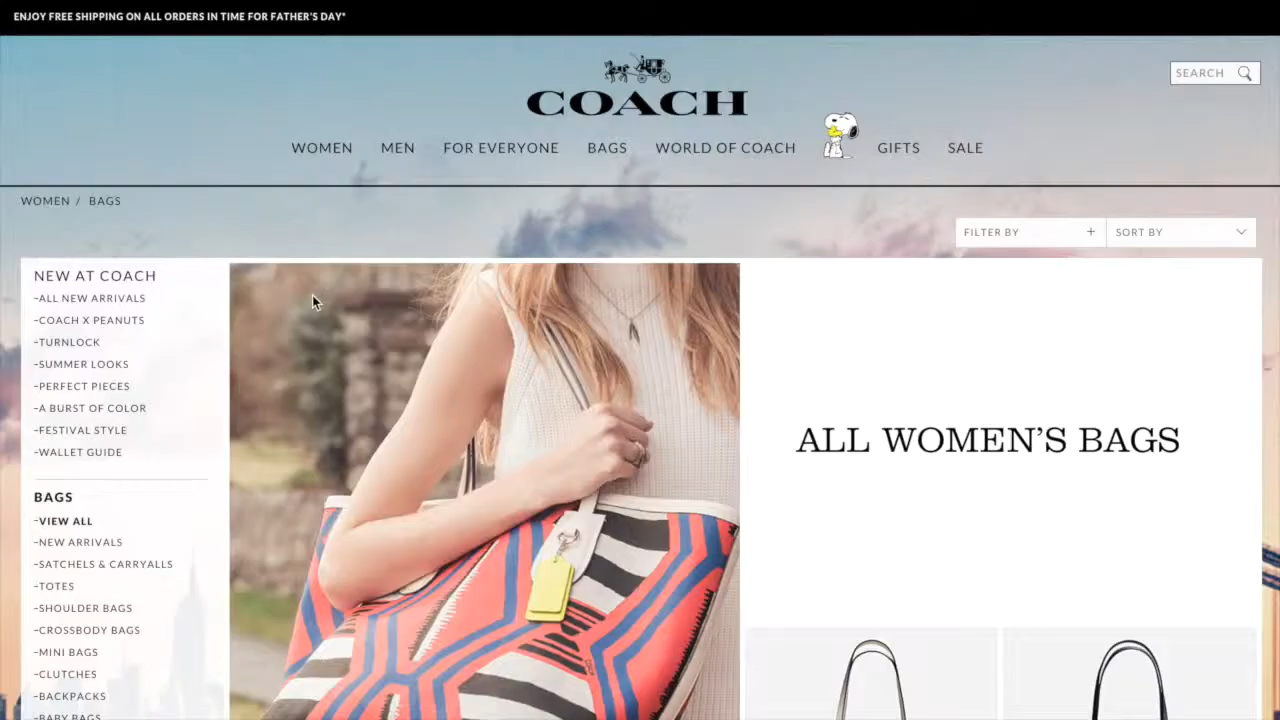 ENJOY FREE SHIPPING ON ALL ORDERS IN TIME FOR FATHER'S DAY*
COACH
SEARCH
WOMEN MEN FOR EVERYONE BAGS WORLD OF COACH GIFTS SALE
WOMEN / BAGS
FILTER BY +
SORT BY
NEW AT COACH
-ALL NEW ARRIVALS
-COACH X PEANUTS
-TURNLOCK
-SUMMER LOOKS
-PERFECT PIECES
-A BURST OF COLOR
-FESTIVAL STYLE
-WALLET GUIDE
BAGS
-VIEW ALL
-NEW ARRIVALS
-SATCHELS & CARRYALLS
-TOTES
-SHOULDER BAGS
-CROSSBODY BAGS
-MINI BAGS
-CLUTCHES
-BACKPACKS
-BABY BAGS
ALL WOMEN'S BAGS